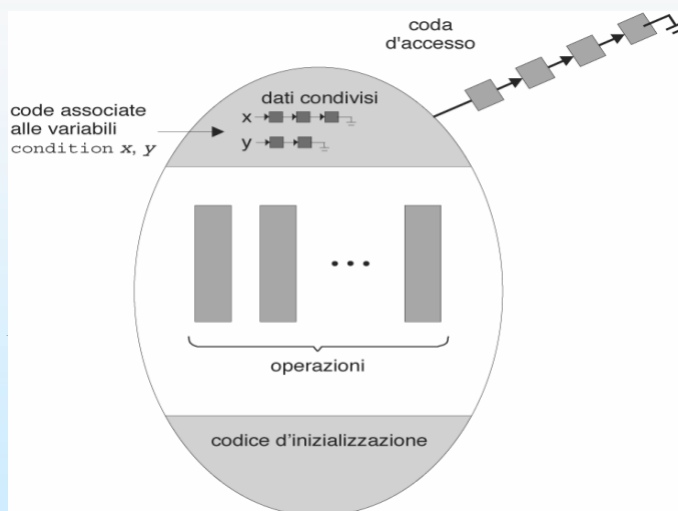 coda
d'accesso
dati condivisi
code associate
alle variabili
condition x, y
x
y
...
operazioni
codice d'inizializzazione